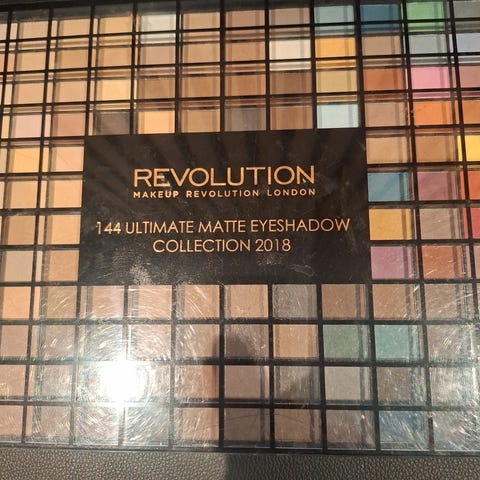 REVOLUTION
MAKEUP REVOLUTION LONDON
144 ULTIMATE MATTE EYESHADOW
COLLECTION 2018